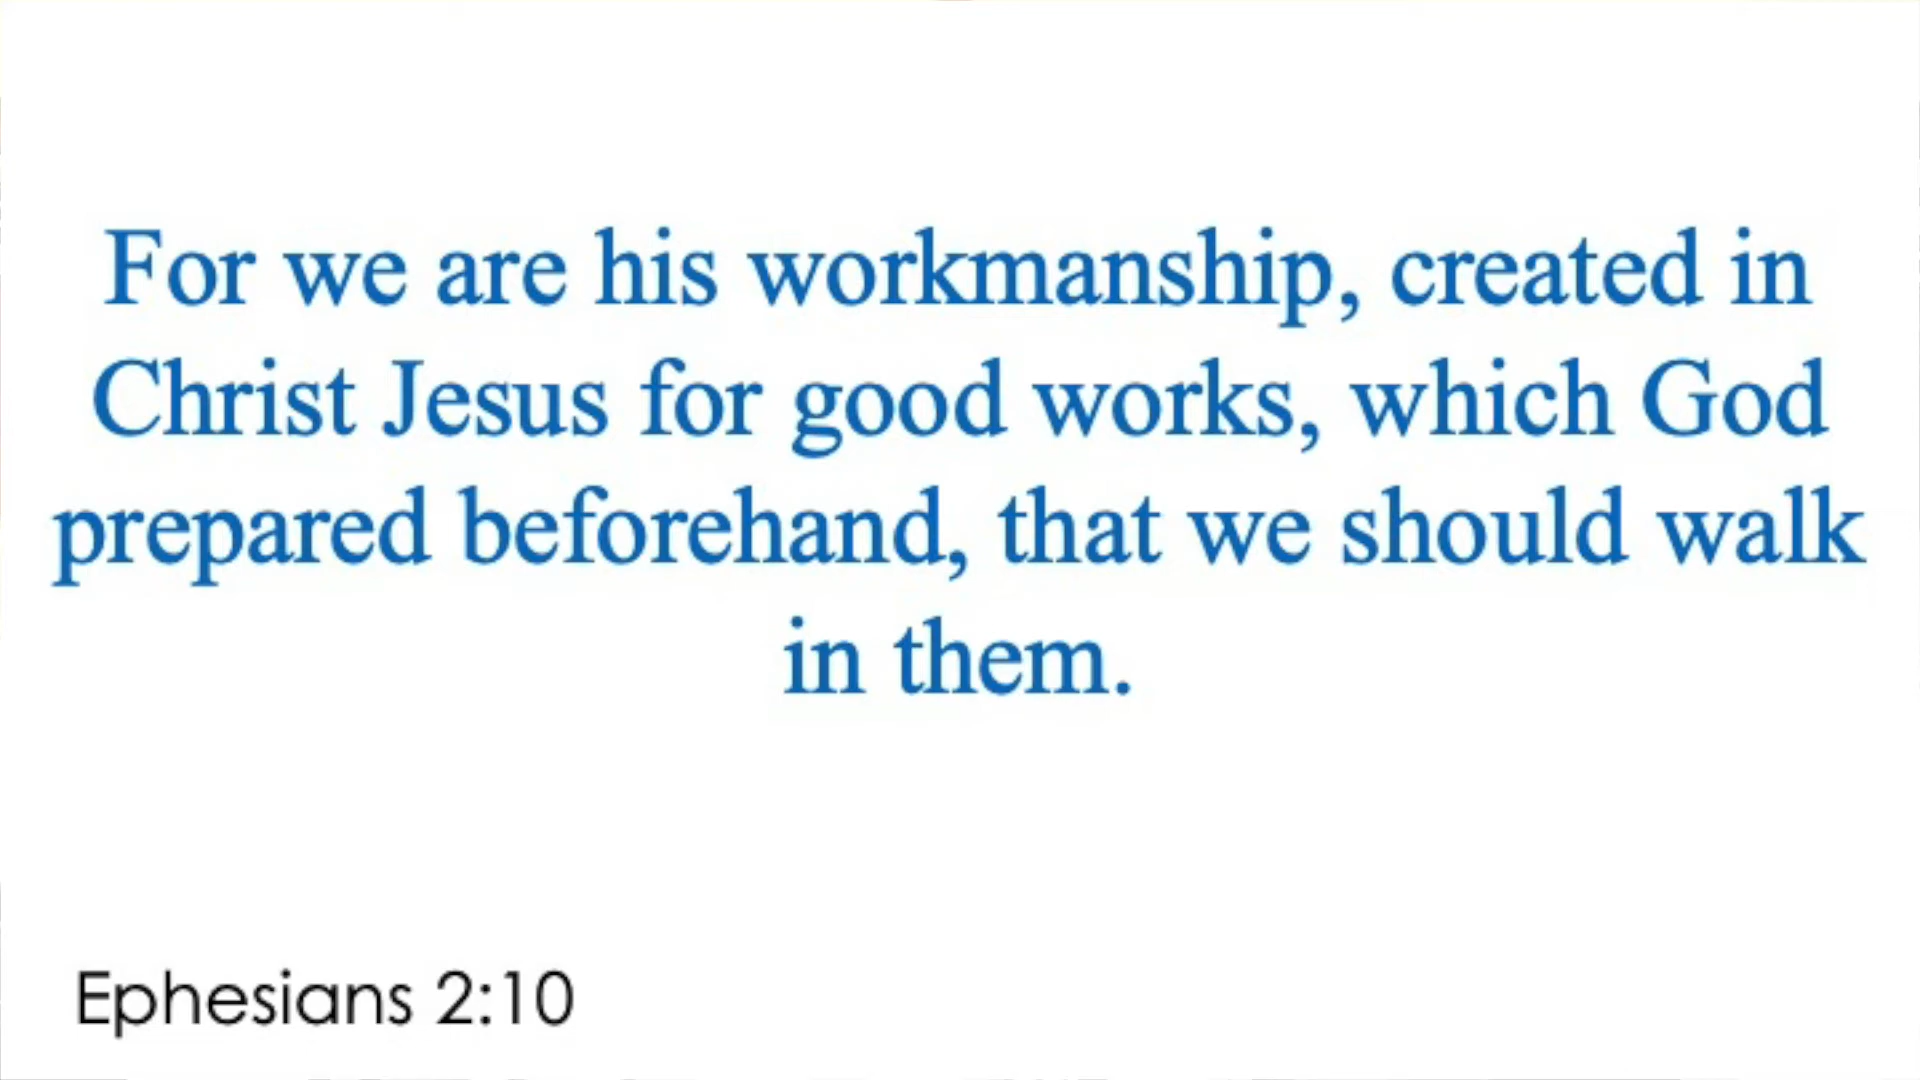 For we are his workmanship, created in
Christ Jesus for good works, which God
prepared beforehand, that we should walk
in them.
Ephesians 2:10